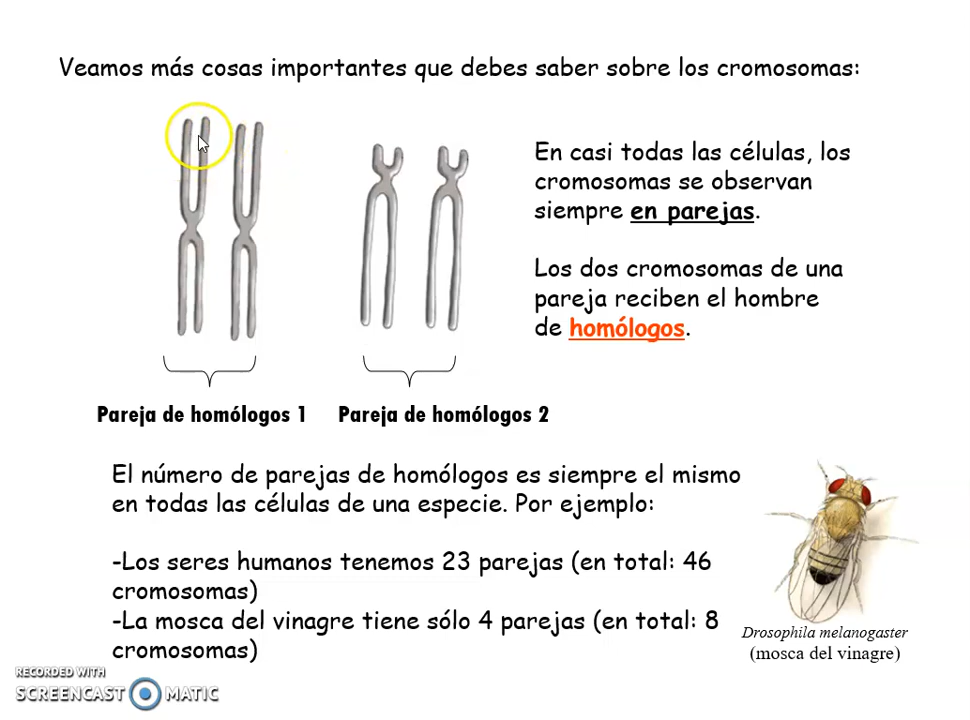 Veamos más cosas importantes que debes saber sobre los cromosomas:
En casi todas las células, los
cromosomas se observan
siempre en parejas.
Los dos cromosomas de una
pareja reciben el hombre
de homólogos.
Pareja de homólogos 1
Pareja de homólogos 2
El número de parejas de homólogos es siempre el mismo
en todas las células de una especie. Por ejemplo:
-Los seres humanos tenemos 23 parejas (en total: 46
cromosomas)
-La mosca del vinagre tiene sólo 4 parejas (en total: 8
cromosomas)
Drosophila melanogaster
(mosca del vinagre)
RECORDED WITH
SCREENCAST MATIC